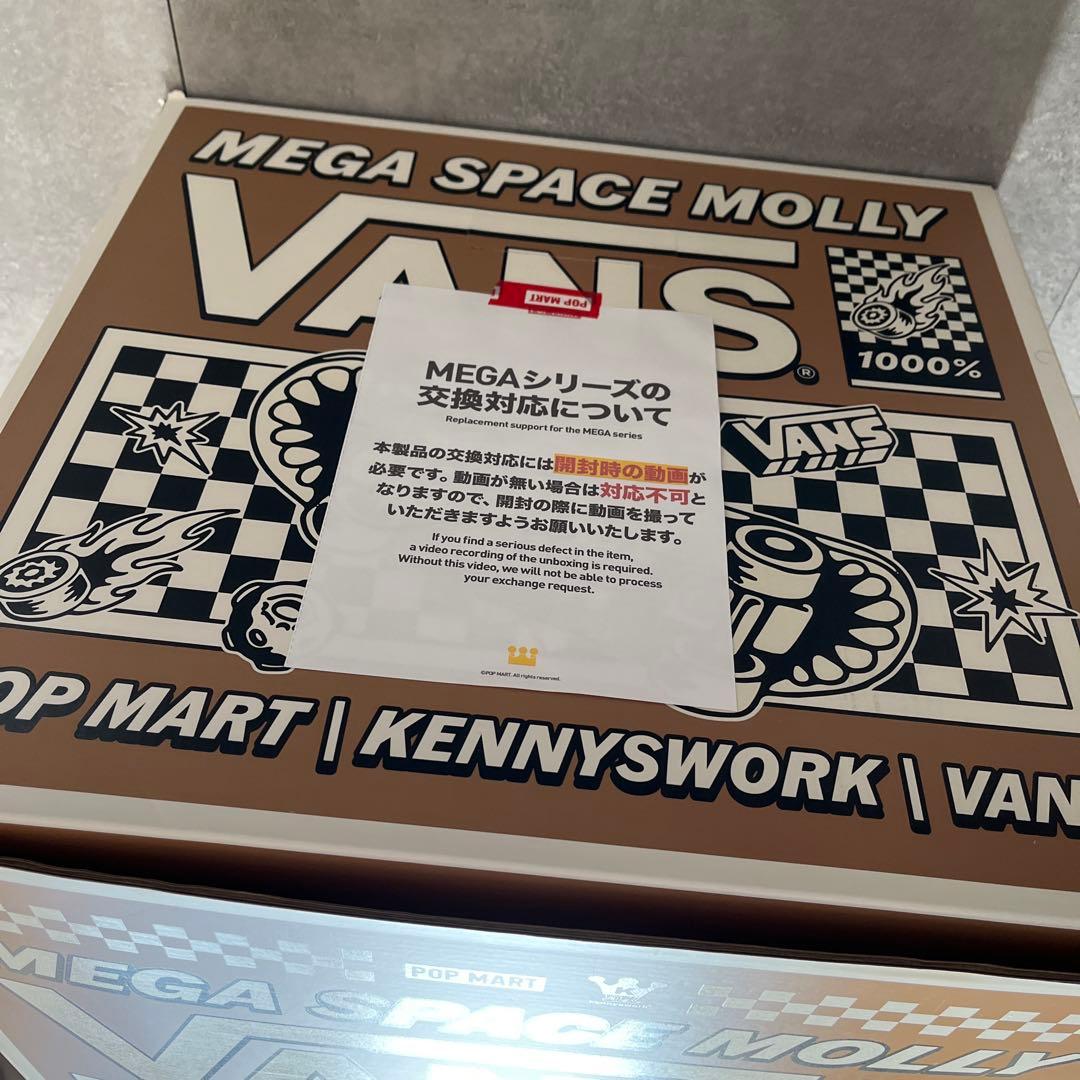 MEGA SPACE MOLLY
VANS
®
1000%
POP MART
MEGAシリーズの
交換対応について
Replacement support for the MEGA series
本製品の交換対応には開封時の動画が
必要です。動画が無い場合は対応不可と
なりますので、開封の際に動画を撮って
いただきますようお願いいたします。
If you find a serious defect in the item,
a video recording of the unboxing is required.
Without this video, we will not be able to process
your exchange request.
©POP MART. All rights reserved.
VANS
OP MART | KENNYSWORK | VAN
POP MART
MEGA SPACE MOLLY
VA